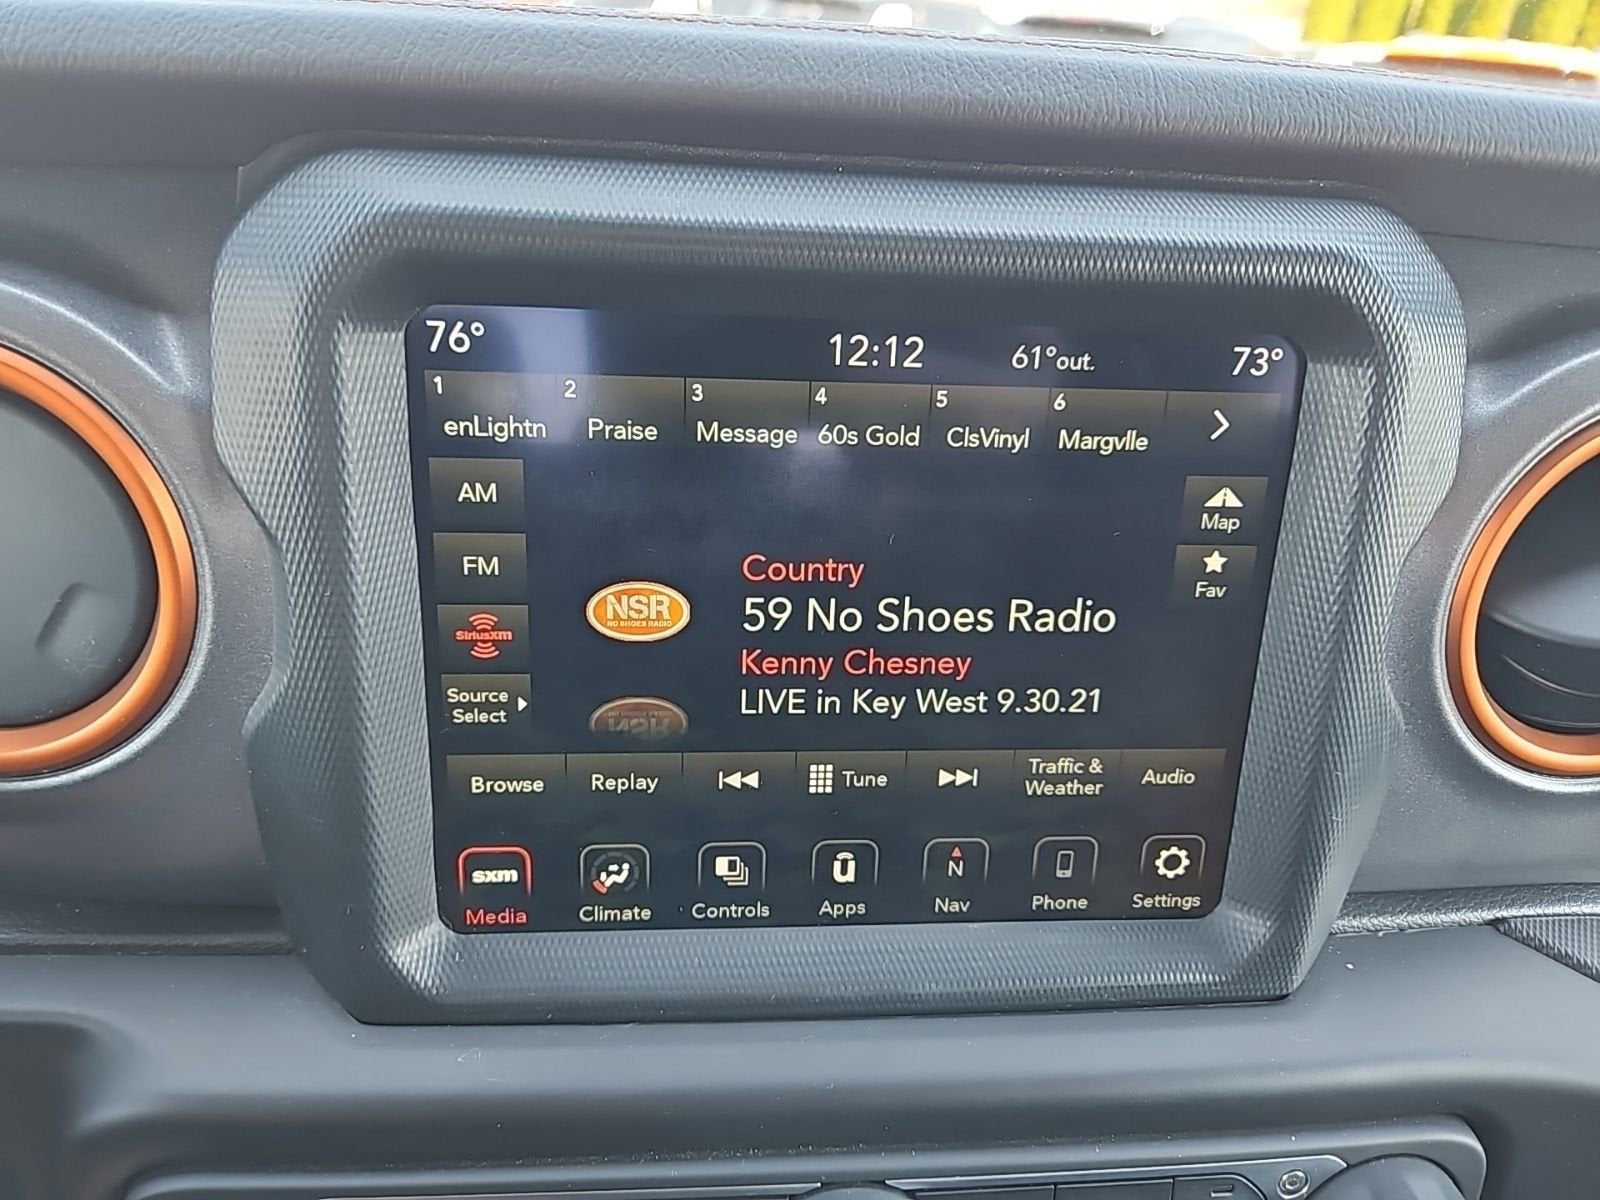 76° 12:12 61°out. 73°
1 2 3 4 5 6
enLightn Praise Message 60s Gold ClsVinyl Margvlle
AM
FM
SiriusXM
Source
Select
Map
Fav
NSR
NO SHOES RADIO
Country
59 No Shoes Radio
Kenny Chesney
LIVE in Key West 9.30.21
Browse Replay Tune Traffic &
Weather Audio
sxm N
Media Climate Controls Apps Nav Phone Settings